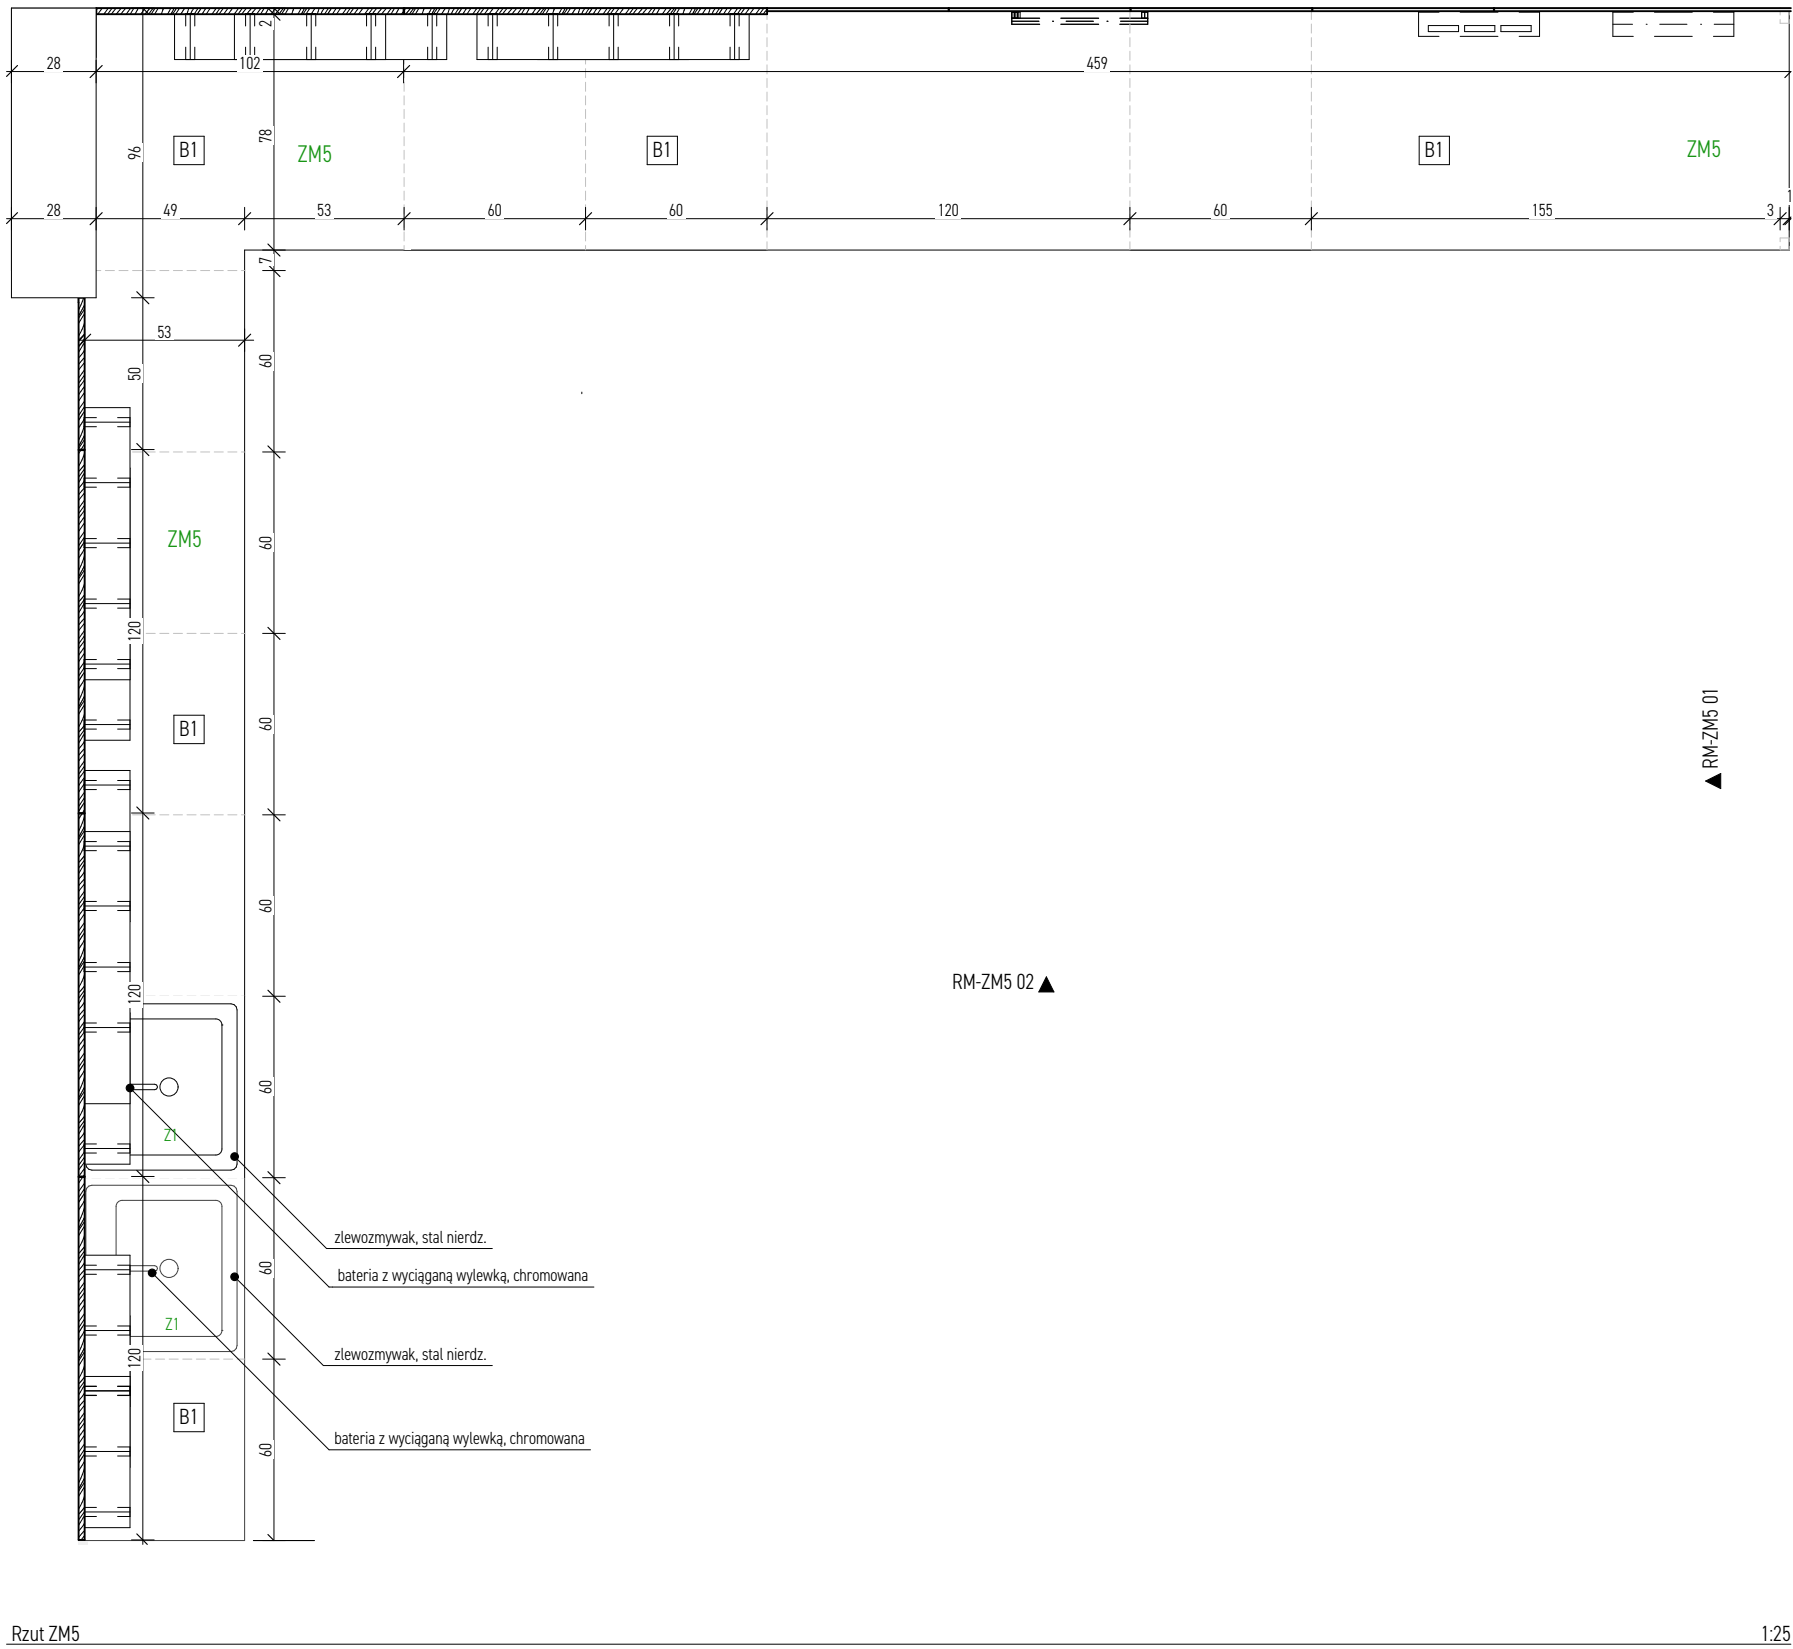 2
28
102
459
96
78
B1
ZM5
B1
B1
ZM5
28
49
53
60
60
120
60
155
3
1
7
53
50
60
ZM5
60
120
B1
60
RM-ZM5 01
60
120
RM-ZM5 02
60
Z1
zlewozmywak, stal nierdz.
60
bateria z wyciąganą wylewką, chromowana
Z1
zlewozmywak, stal nierdz.
120
B1
bateria z wyciąganą wylewką, chromowana
60
Rzut ZM5
1:25